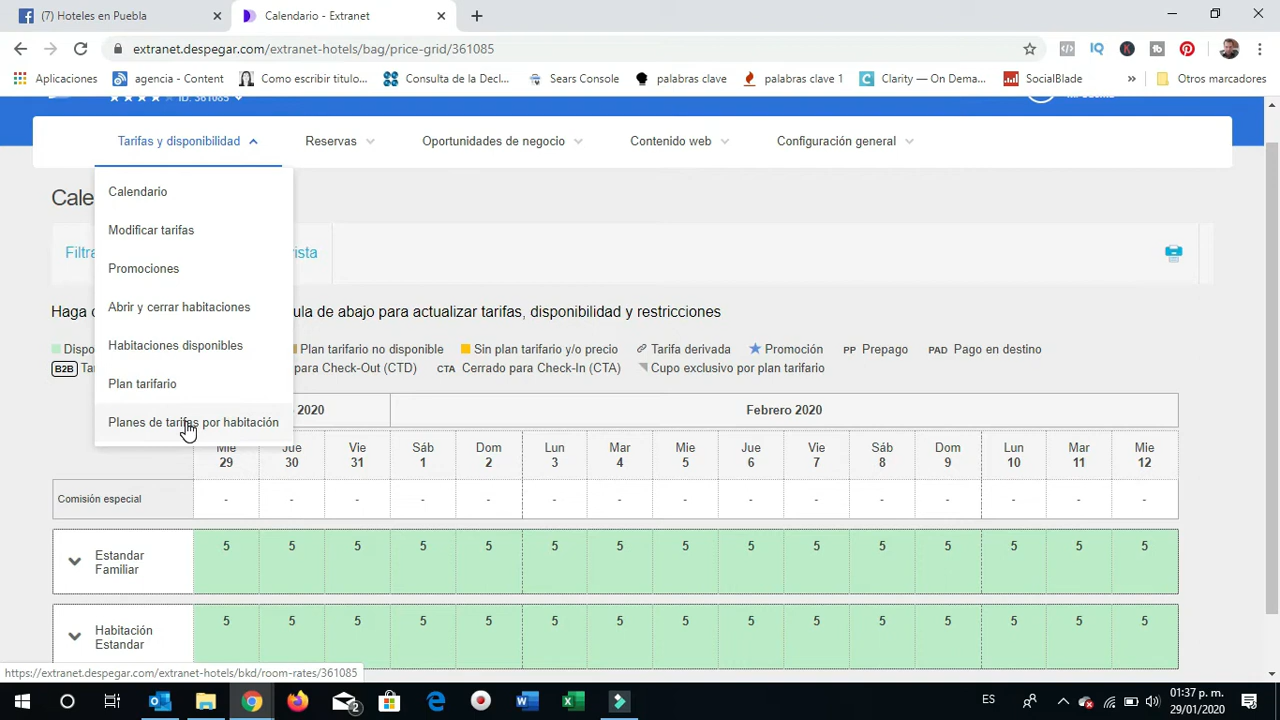 (7) Hoteles en Puebla
Calendario - Extranet
extranet.despegar.com/extranet-hotels/bag/price-grid/361085
Aplicaciones
agencia - Content
Como escribir titulo...
Consulta de la Decl...
Sears Console
palabras clave
palabras clave 1
Clarity — On Dema...
SocialBlade
Otros marcadores
ID: 361085
Tarifas y disponibilidad
Reservas
Oportunidades de negocio
Contenido web
Configuración general
Calendario
Modificar tarifas
Promociones
Abrir y cerrar habitaciones
Habitaciones disponibles
Plan tarifario
Planes de tarifas por habitación
Cale
Filtra
ista
Haga
ula de abajo para actualizar tarifas, disponibilidad y restricciones
Dispo
Plan tarifario no disponible
Sin plan tarifario y/o precio
Tarifa derivada
Promoción
PP Prepago
PAD Pago en destino
B2B
para Check-Out (CTD)
CTA Cerrado para Check-In (CTA)
Cupo exclusivo por plan tarifario
2020
Febrero 2020
Mie Jue Vie Sáb Dom Lun Mar Mie Jue Vie Sáb Dom Lun Mar Mie
29 30 31 1 2 3 4 5 6 7 8 9 10 11 12
Comisión especial - - - - - - - - - - - - - - -
Estandar
Familiar
5 5 5 5 5 5 5 5 5 5 5 5 5 5 5
Habitación
Estandar
5 5 5 5 5 5 5 5 5 5 5 5 5 5 5
https://extranet.despegar.com/extranet-hotels/bkd/room-rates/361085
2
ES
01:37 p. m.
29/01/2020